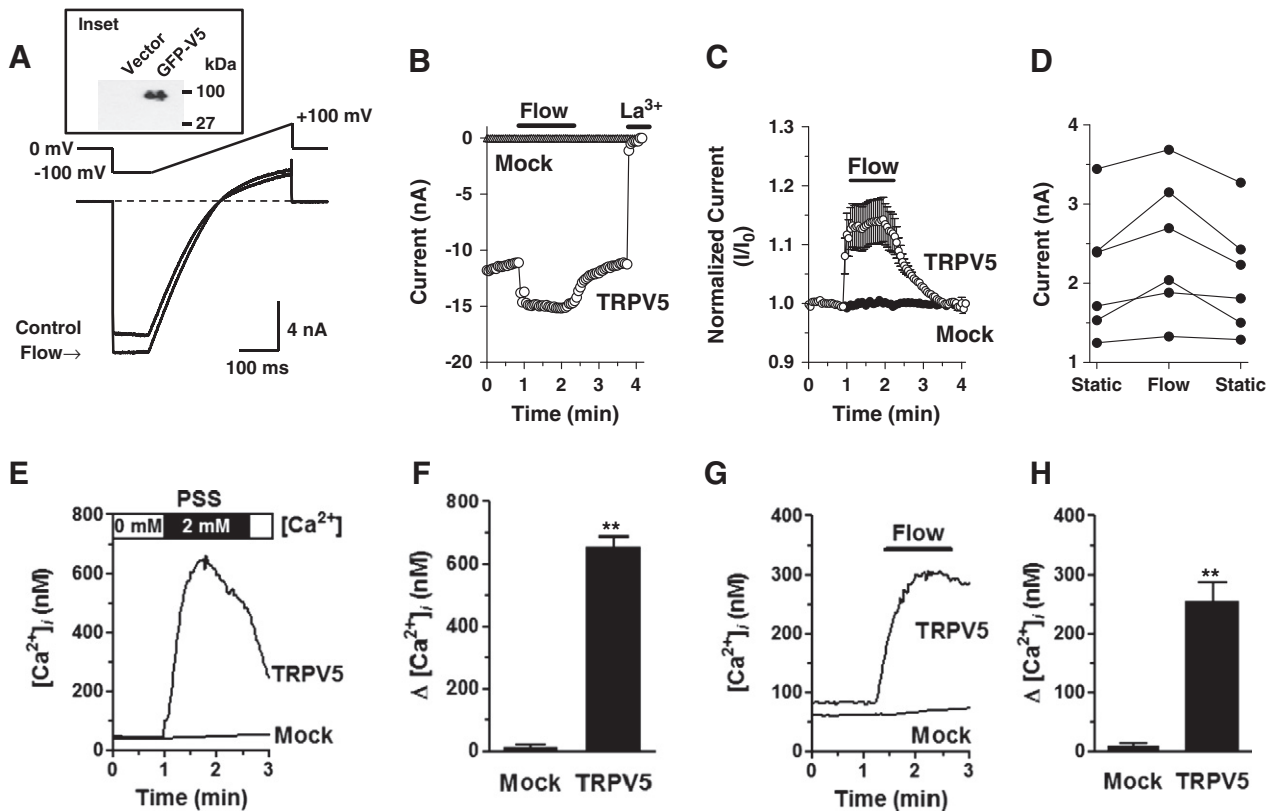 A
Inset
Vector
GFP-V5
kDa
100
27
0 mV
-100 mV
+100 mV
Control
Flow→
4 nA
100 ms
B
Flow
La³⁺
Mock
TRPV5
0
-5
-10
-15
-20
Current (nA)
0 1 2 3 4
Time (min)
C
1.3
1.2
1.1
1.0
0.9
Normalized Current
(I/I₀)
Flow
TRPV5
Mock
0 1 2 3 4
Time (min)
D
4
3
2
1
Current (nA)
Static Flow Static
E
PSS
0 mM 2 mM [Ca²⁺]
800
600
400
200
0
[Ca²⁺]ᵢ (nM)
TRPV5
Mock
0 1 2 3
Time (min)
F
800
600
400
200
0
Δ [Ca²⁺]ᵢ (nM)
**
Mock TRPV5
G
400
300
200
100
0
[Ca²⁺]ᵢ (nM)
Flow
TRPV5
Mock
0 1 2 3
Time (min)
H
400
300
200
100
0
Δ [Ca²⁺]ᵢ (nM)
**
Mock TRPV5